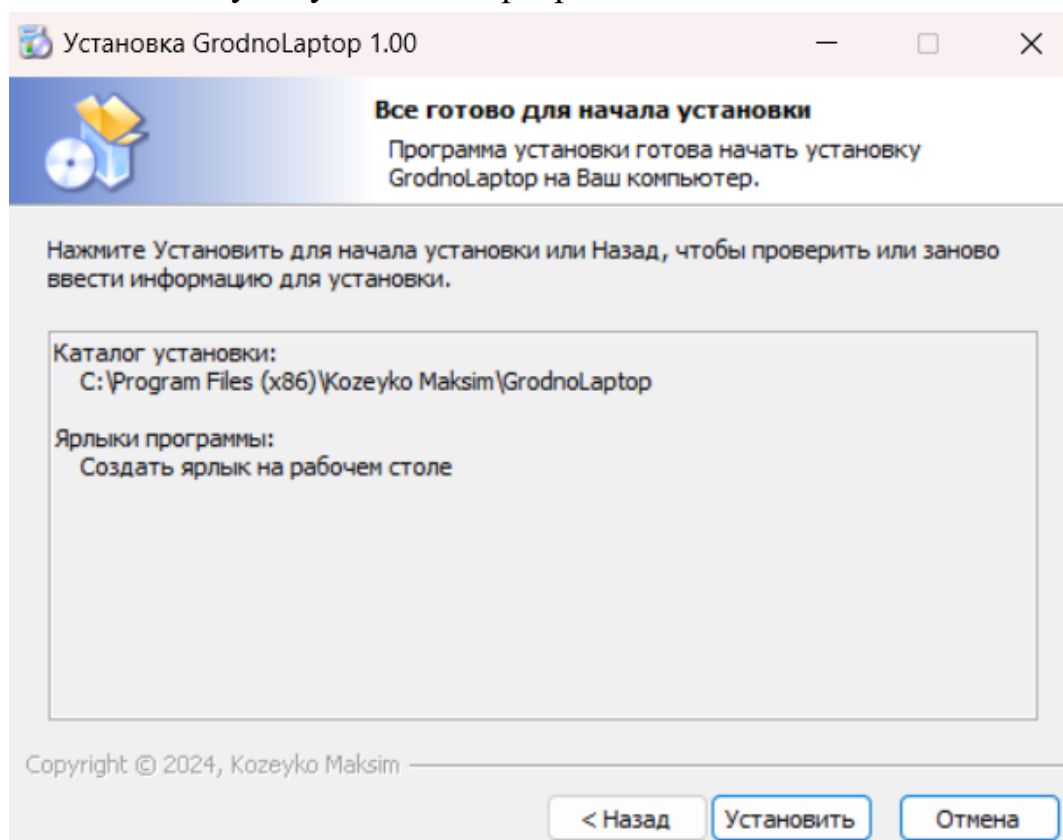 Установка GrodnoLaptop 1.00
Все готово для начала установки
Программа установки готова начать установку
GrodnoLaptop на Ваш компьютер.
Нажмите Установить для начала установки или Назад, чтобы проверить или заново
ввести информацию для установки.
Каталог установки:
C:\Program Files (x86)\Kozeyko Maksim\GrodnoLaptop
Ярлыки программы:
Создать ярлык на рабочем столе
Copyright © 2024, Kozeyko Maksim
< Назад Установить Отмена